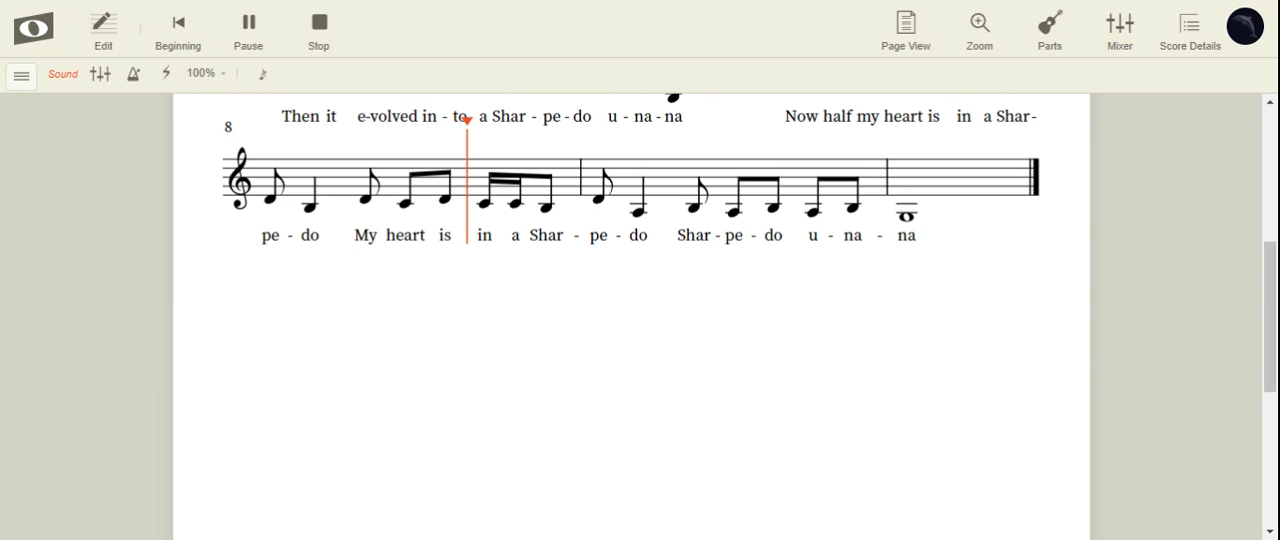 Edit
Beginning
Pause
Stop
Page View
Zoom
Parts
Mixer
Score Details
Sound
100%
Then it e-volved in - to a Shar - pe - do u - na - na Now half my heart is in a Shar-
8
pe - do My heart is in a Shar - pe - do Shar - pe - do u - na - na